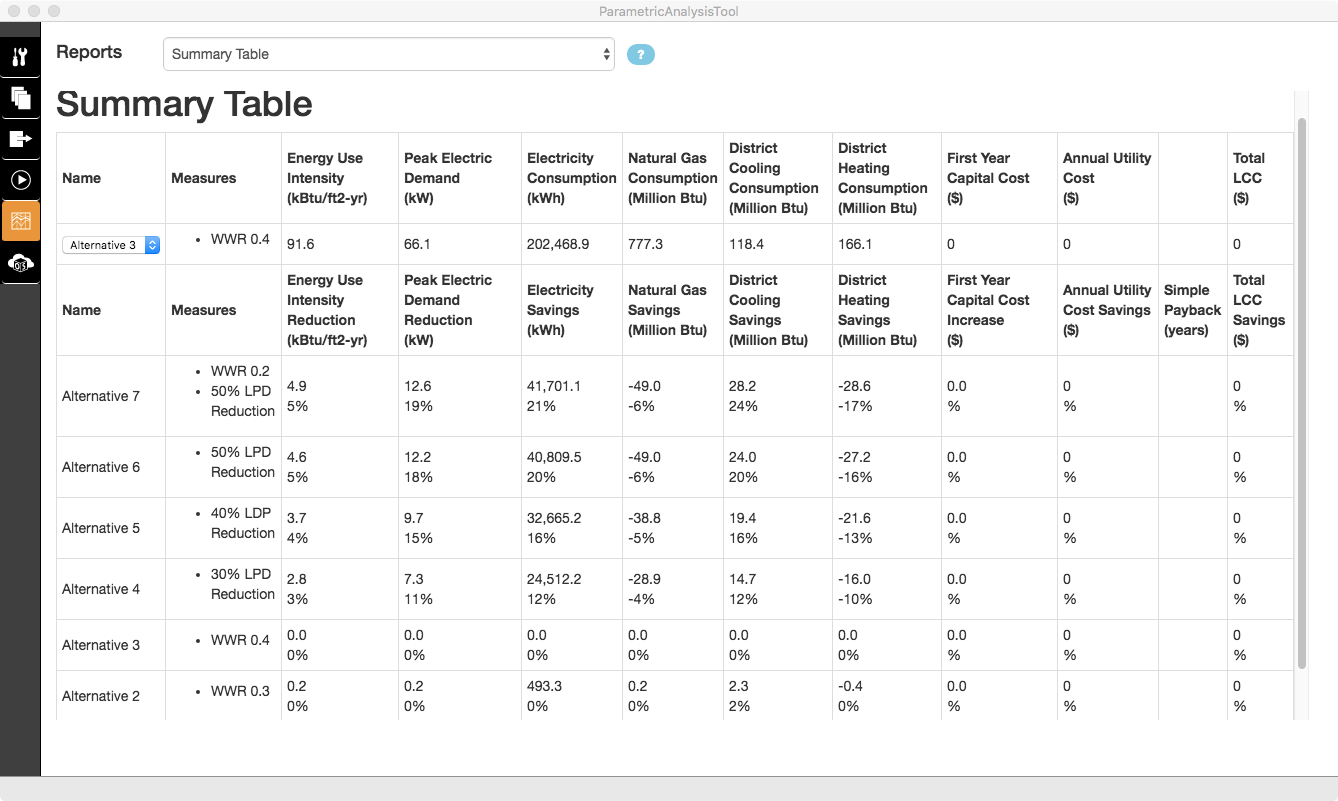 ParametricAnalysisTool
Reports
Summary Table
?
Summary Table
Name
Measures
Energy Use
Intensity
(kBtu/ft2-yr)
Peak Electric
Demand
(kW)
Electricity
Consumption
(kWh)
Natural Gas
Consumption
(Million Btu)
District
Cooling
Consumption
(Million Btu)
District
Heating
Consumption
(Million Btu)
First Year
Capital Cost
($)
Annual Utility
Cost
($)
Total
LCC
($)
Alternative 3
• WWR 0.4
91.6
66.1
202,468.9
777.3
118.4
166.1
0
0
0
Name
Measures
Energy Use
Intensity
Reduction
(kBtu/ft2-yr)
Peak Electric
Demand
Reduction
(kW)
Electricity
Savings
(kWh)
Natural Gas
Savings
(Million Btu)
District
Cooling
Savings
(Million Btu)
District
Heating
Savings
(Million Btu)
First Year
Capital Cost
Increase
($)
Annual Utility
Cost Savings
($)
Simple
Payback
(years)
Total
LCC
Savings
($)
Alternative 7
• WWR 0.2
• 50% LPD
Reduction
4.9
5%
12.6
19%
41,701.1
21%
-49.0
-6%
28.2
24%
-28.6
-17%
0.0
%
0
%
0
%
Alternative 6
• 50% LPD
Reduction
4.6
5%
12.2
18%
40,809.5
20%
-49.0
-6%
24.0
20%
-27.2
-16%
0.0
%
0
%
0
%
Alternative 5
• 40% LDP
Reduction
3.7
4%
9.7
15%
32,665.2
16%
-38.8
-5%
19.4
16%
-21.6
-13%
0.0
%
0
%
0
%
Alternative 4
• 30% LPD
Reduction
2.8
3%
7.3
11%
24,512.2
12%
-28.9
-4%
14.7
12%
-16.0
-10%
0.0
%
0
%
0
%
Alternative 3
• WWR 0.4
0.0
0%
0.0
0%
0.0
0%
0.0
0%
0.0
0%
0.0
0%
0.0
%
0
%
0
%
Alternative 2
• WWR 0.3
0.2
0%
0.2
0%
493.3
0%
0.2
0%
2.3
2%
-0.4
0%
0.0
%
0
%
0
%